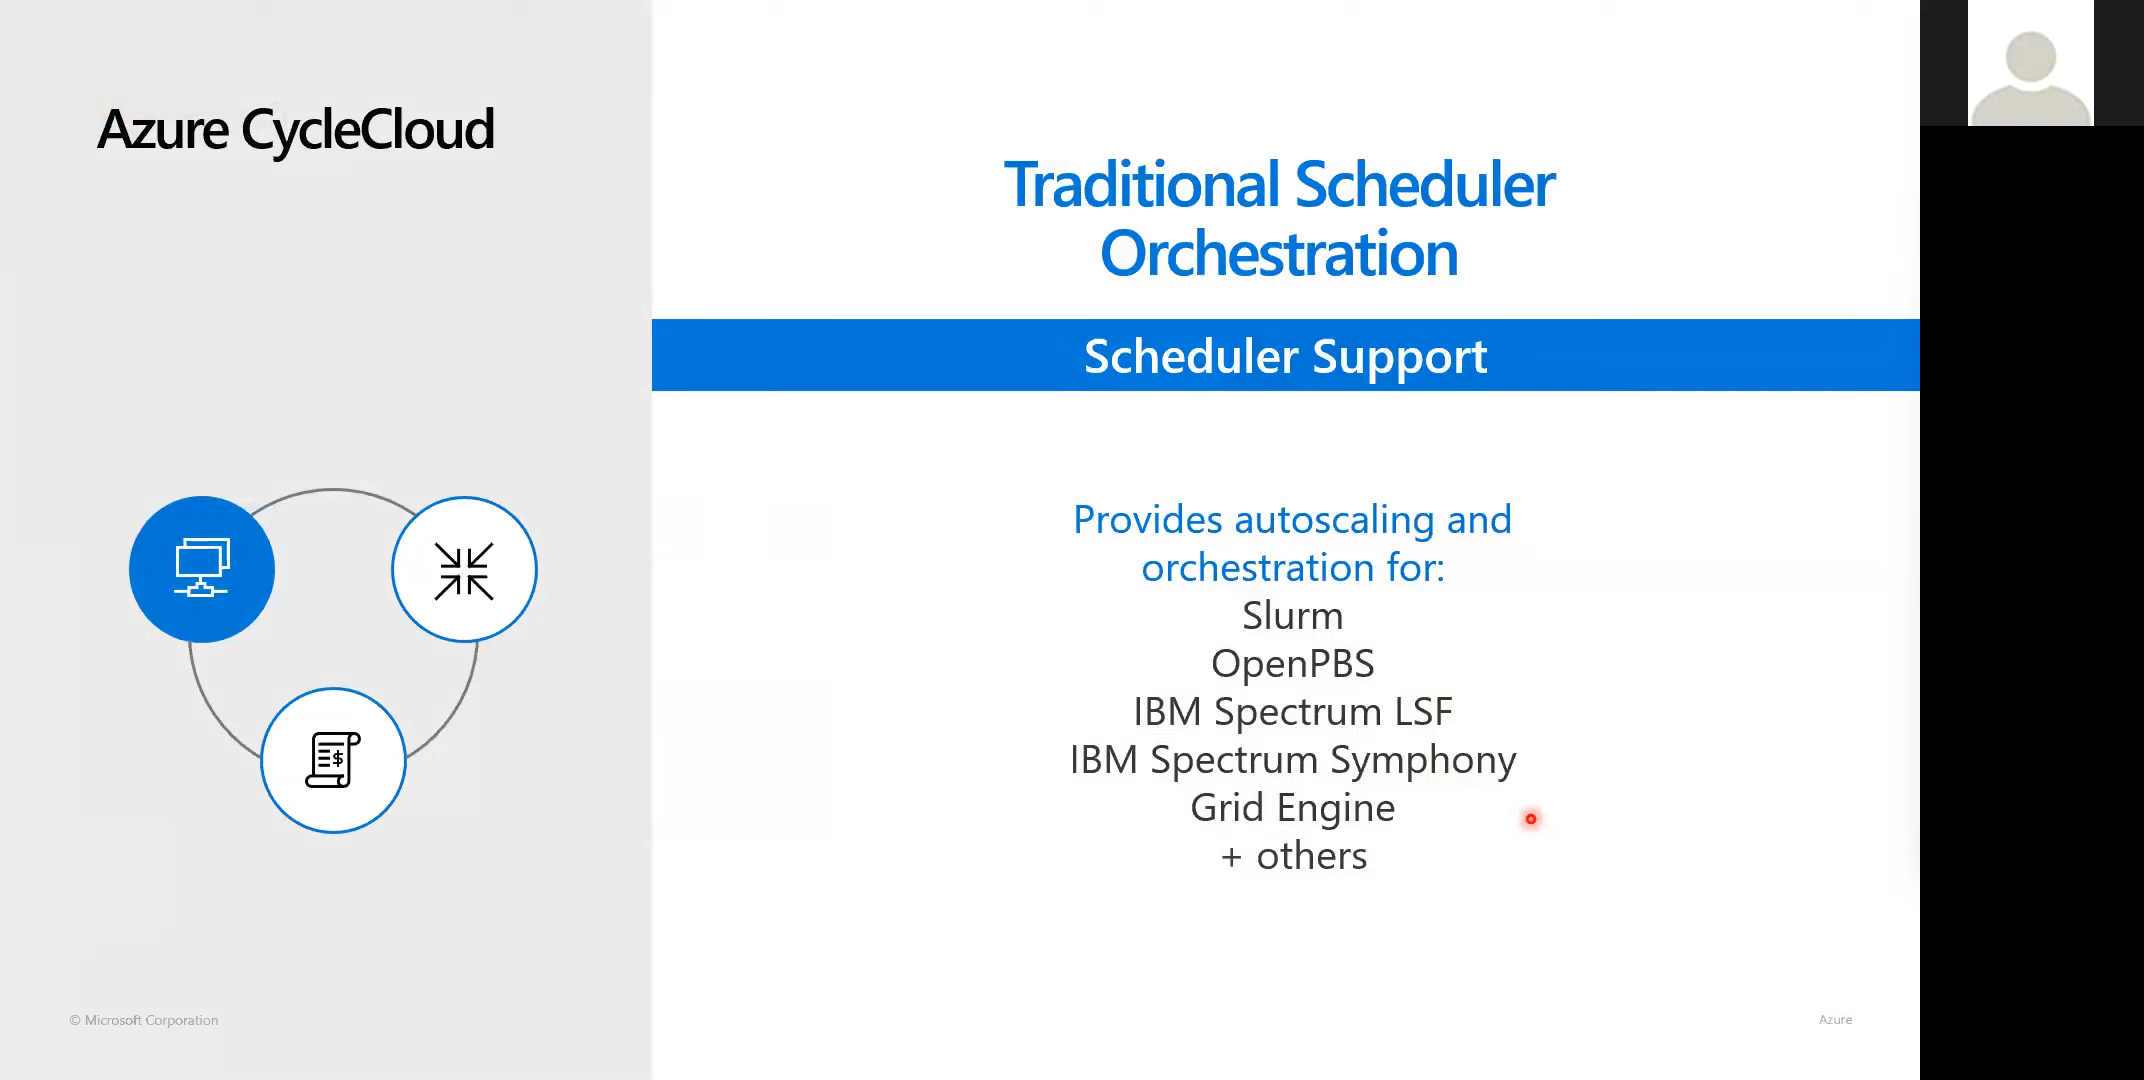 Azure CycleCloud
Traditional Scheduler
Orchestration
Scheduler Support
Provides autoscaling and
orchestration for:
Slurm
OpenPBS
IBM Spectrum LSF
IBM Spectrum Symphony
Grid Engine
+ others
$
© Microsoft Corporation
Azure